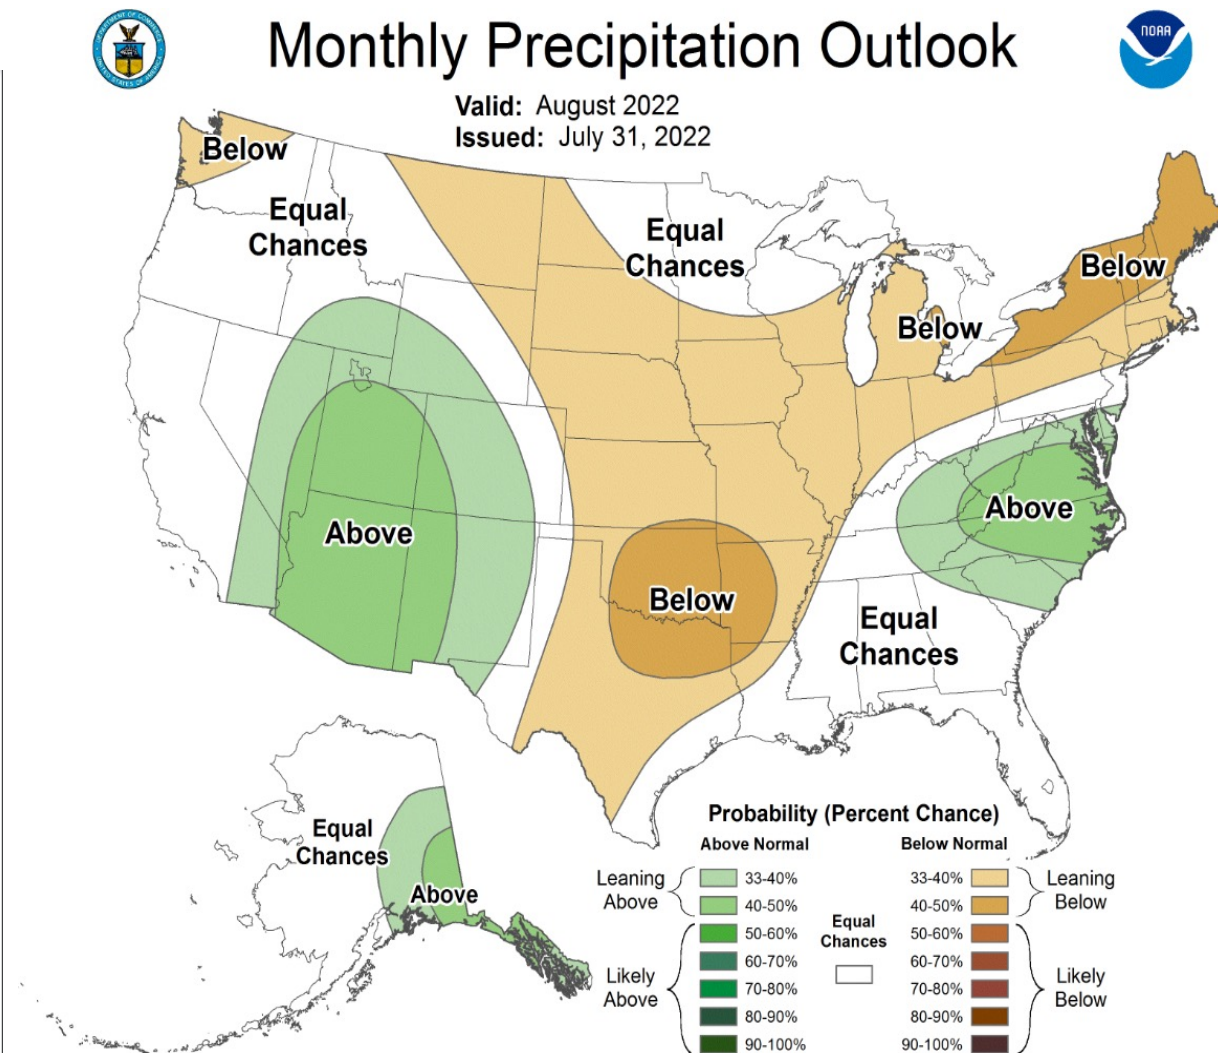 Monthly Precipitation Outlook
NOAA
Valid: August 2022
Issued: July 31, 2022
Below
Equal
Chances
Equal
Chances
Below
Below
Above
Above
Below
Equal
Chances
Equal
Chances
Above
Probability (Percent Chance)
Above Normal
Below Normal
Leaning
Above
33-40%
40-50%
Likely
Above
50-60%
60-70%
70-80%
80-90%
90-100%
Equal
Chances
33-40%
40-50%
Leaning
Below
50-60%
60-70%
70-80%
80-90%
90-100%
Likely
Below